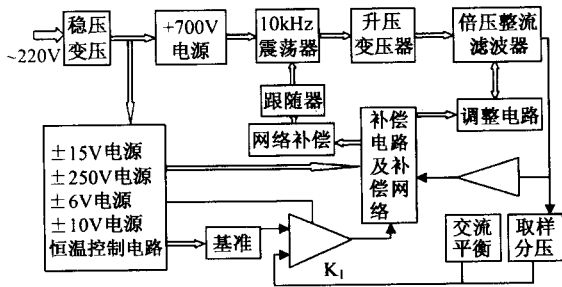 稳压
变压
~220V
+700V
电源
10kHz
震荡器
升压
变压器
倍压整流
滤波器
跟随器
网络补偿
补偿
电路
及补
偿网
络
调整电路
±15V电源
±250V电源
±6V电源
±10V电源
恒温控制电路
基准
K₁
交流
平衡
取样
分压